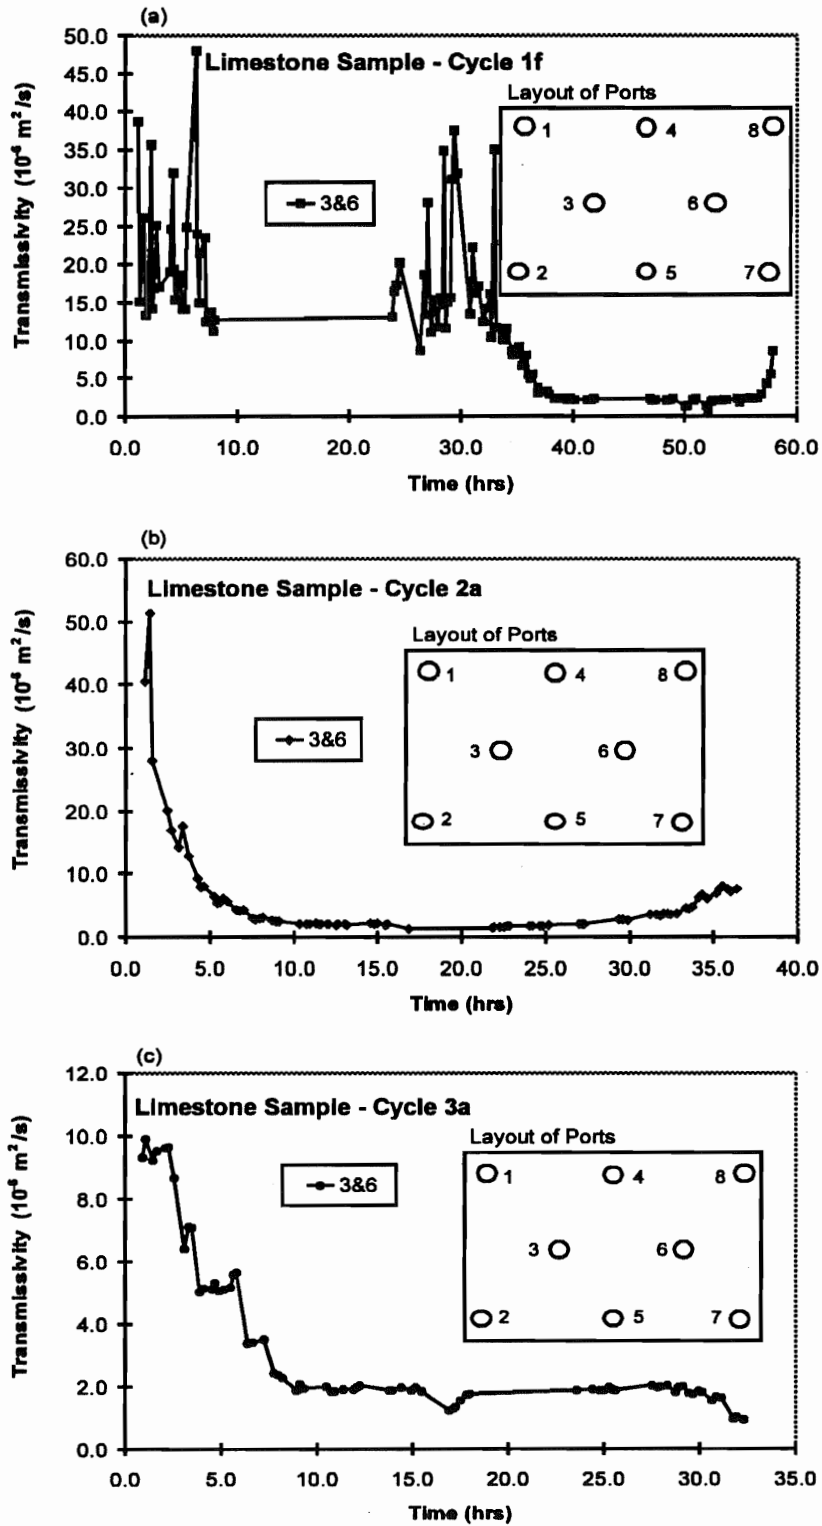 (a)
Limestone Sample - Cycle 1f
Layout of Ports
1 4 8
3 6
2 5 7
3&6
Transmissivity (10⁻⁶ m²/s)
50.0
45.0
40.0
35.0
30.0
25.0
20.0
15.0
10.0
5.0
0.0
0.0 10.0 20.0 30.0 40.0 50.0 60.0
Time (hrs)
(b)
Limestone Sample - Cycle 2a
Layout of Ports
1 4 8
3 6
2 5 7
3&6
Transmissivity (10⁻⁶ m²/s)
60.0
50.0
40.0
30.0
20.0
10.0
0.0
0.0 5.0 10.0 15.0 20.0 25.0 30.0 35.0 40.0
Time (hrs)
(c)
Limestone Sample - Cycle 3a
Layout of Ports
1 4 8
3 6
2 5 7
3&6
Transmissivity (10⁻⁶ m²/s)
12.0
10.0
8.0
6.0
4.0
2.0
0.0
0.0 5.0 10.0 15.0 20.0 25.0 30.0 35.0
Time (hrs)